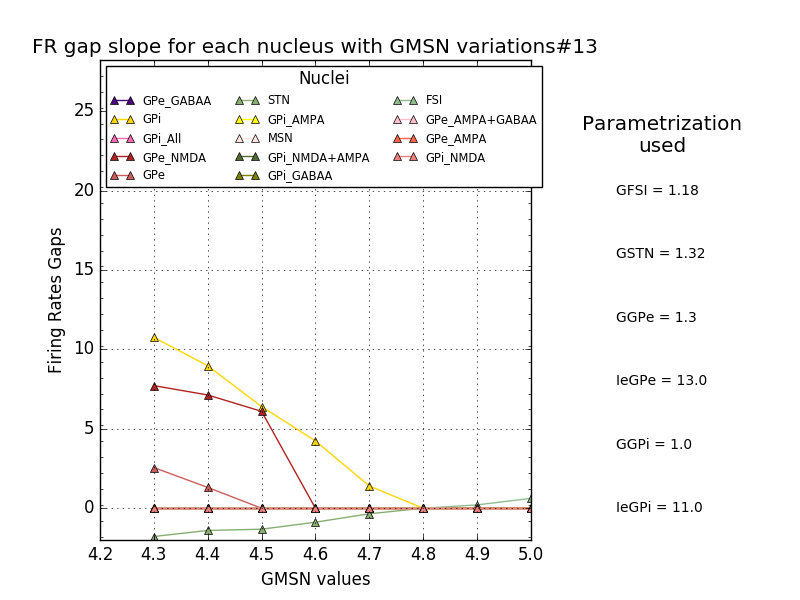 FR gap slope for each nucleus with GMSN variations#13
Nuclei
GPe_GABAA
GPi
GPi_All
GPe_NMDA
GPe
STN
GPi_AMPA
MSN
GPi_NMDA+AMPA
GPi_GABAA
FSI
GPe_AMPA+GABAA
GPe_AMPA
GPi_NMDA
25
20
15
10
5
0
Firing Rates Gaps
4.2 4.3 4.4 4.5 4.6 4.7 4.8 4.9 5.0
GMSN values
Parametrization
used
GFSI = 1.18
GSTN = 1.32
GGPe = 1.3
IeGPe = 13.0
GGPi = 1.0
IeGPi = 11.0